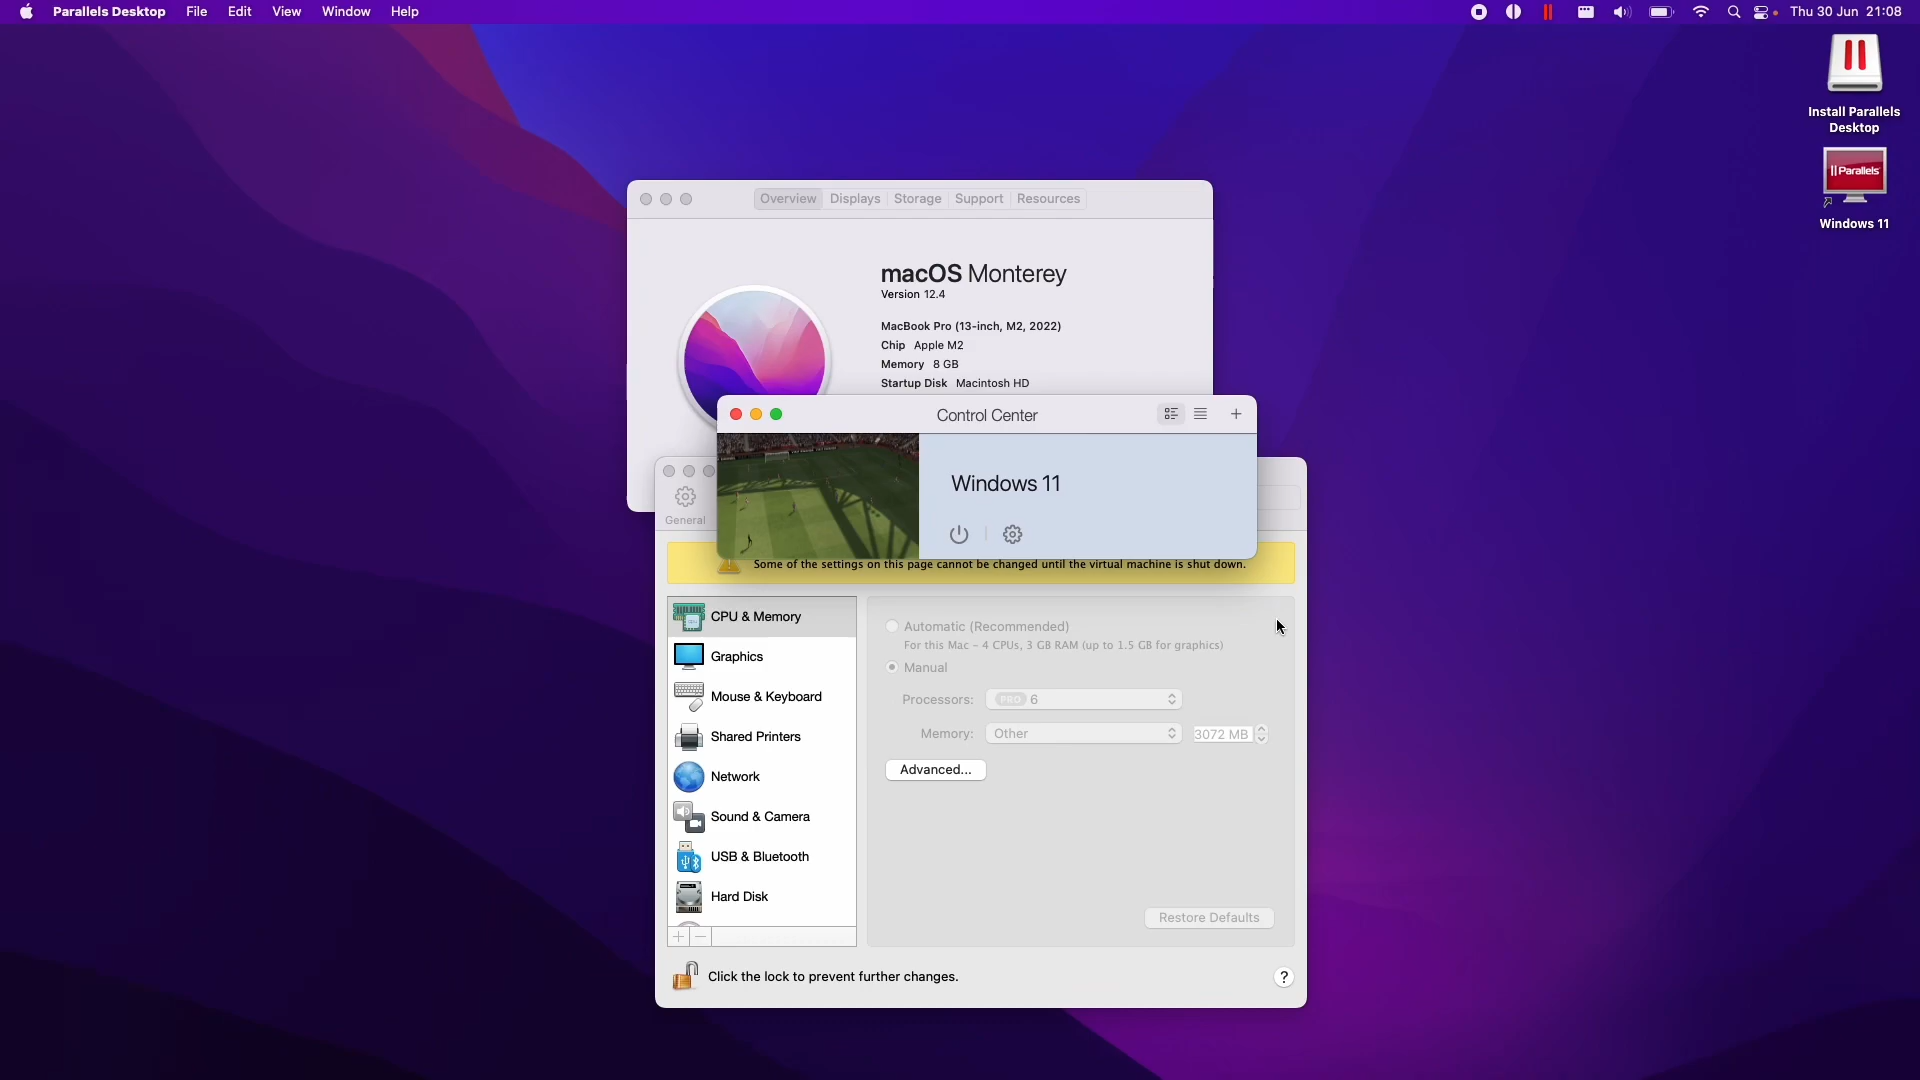 Parallels Desktop File Edit View Window Help
Thu 30 Jun 21:08
Install Parallels
Desktop
Parallels
Windows 11
Overview Displays Storage Support Resources
macOS Monterey
Version 12.4
MacBook Pro (13-inch, M2, 2022)
Chip Apple M2
Memory 8 GB
Startup Disk Macintosh HD
Control Center
Windows 11
General
Some of the settings on this page cannot be changed until the virtual machine is shut down.
CPU & Memory
Graphics
Mouse & Keyboard
Shared Printers
Network
Sound & Camera
USB & Bluetooth
Hard Disk
Automatic (Recommended)
For this Mac – 4 CPUs, 3 GB RAM (up to 1.5 GB for graphics)
Manual
Processors: PRO 6
Memory: Other 3072 MB
Advanced...
Restore Defaults
Click the lock to prevent further changes.
?